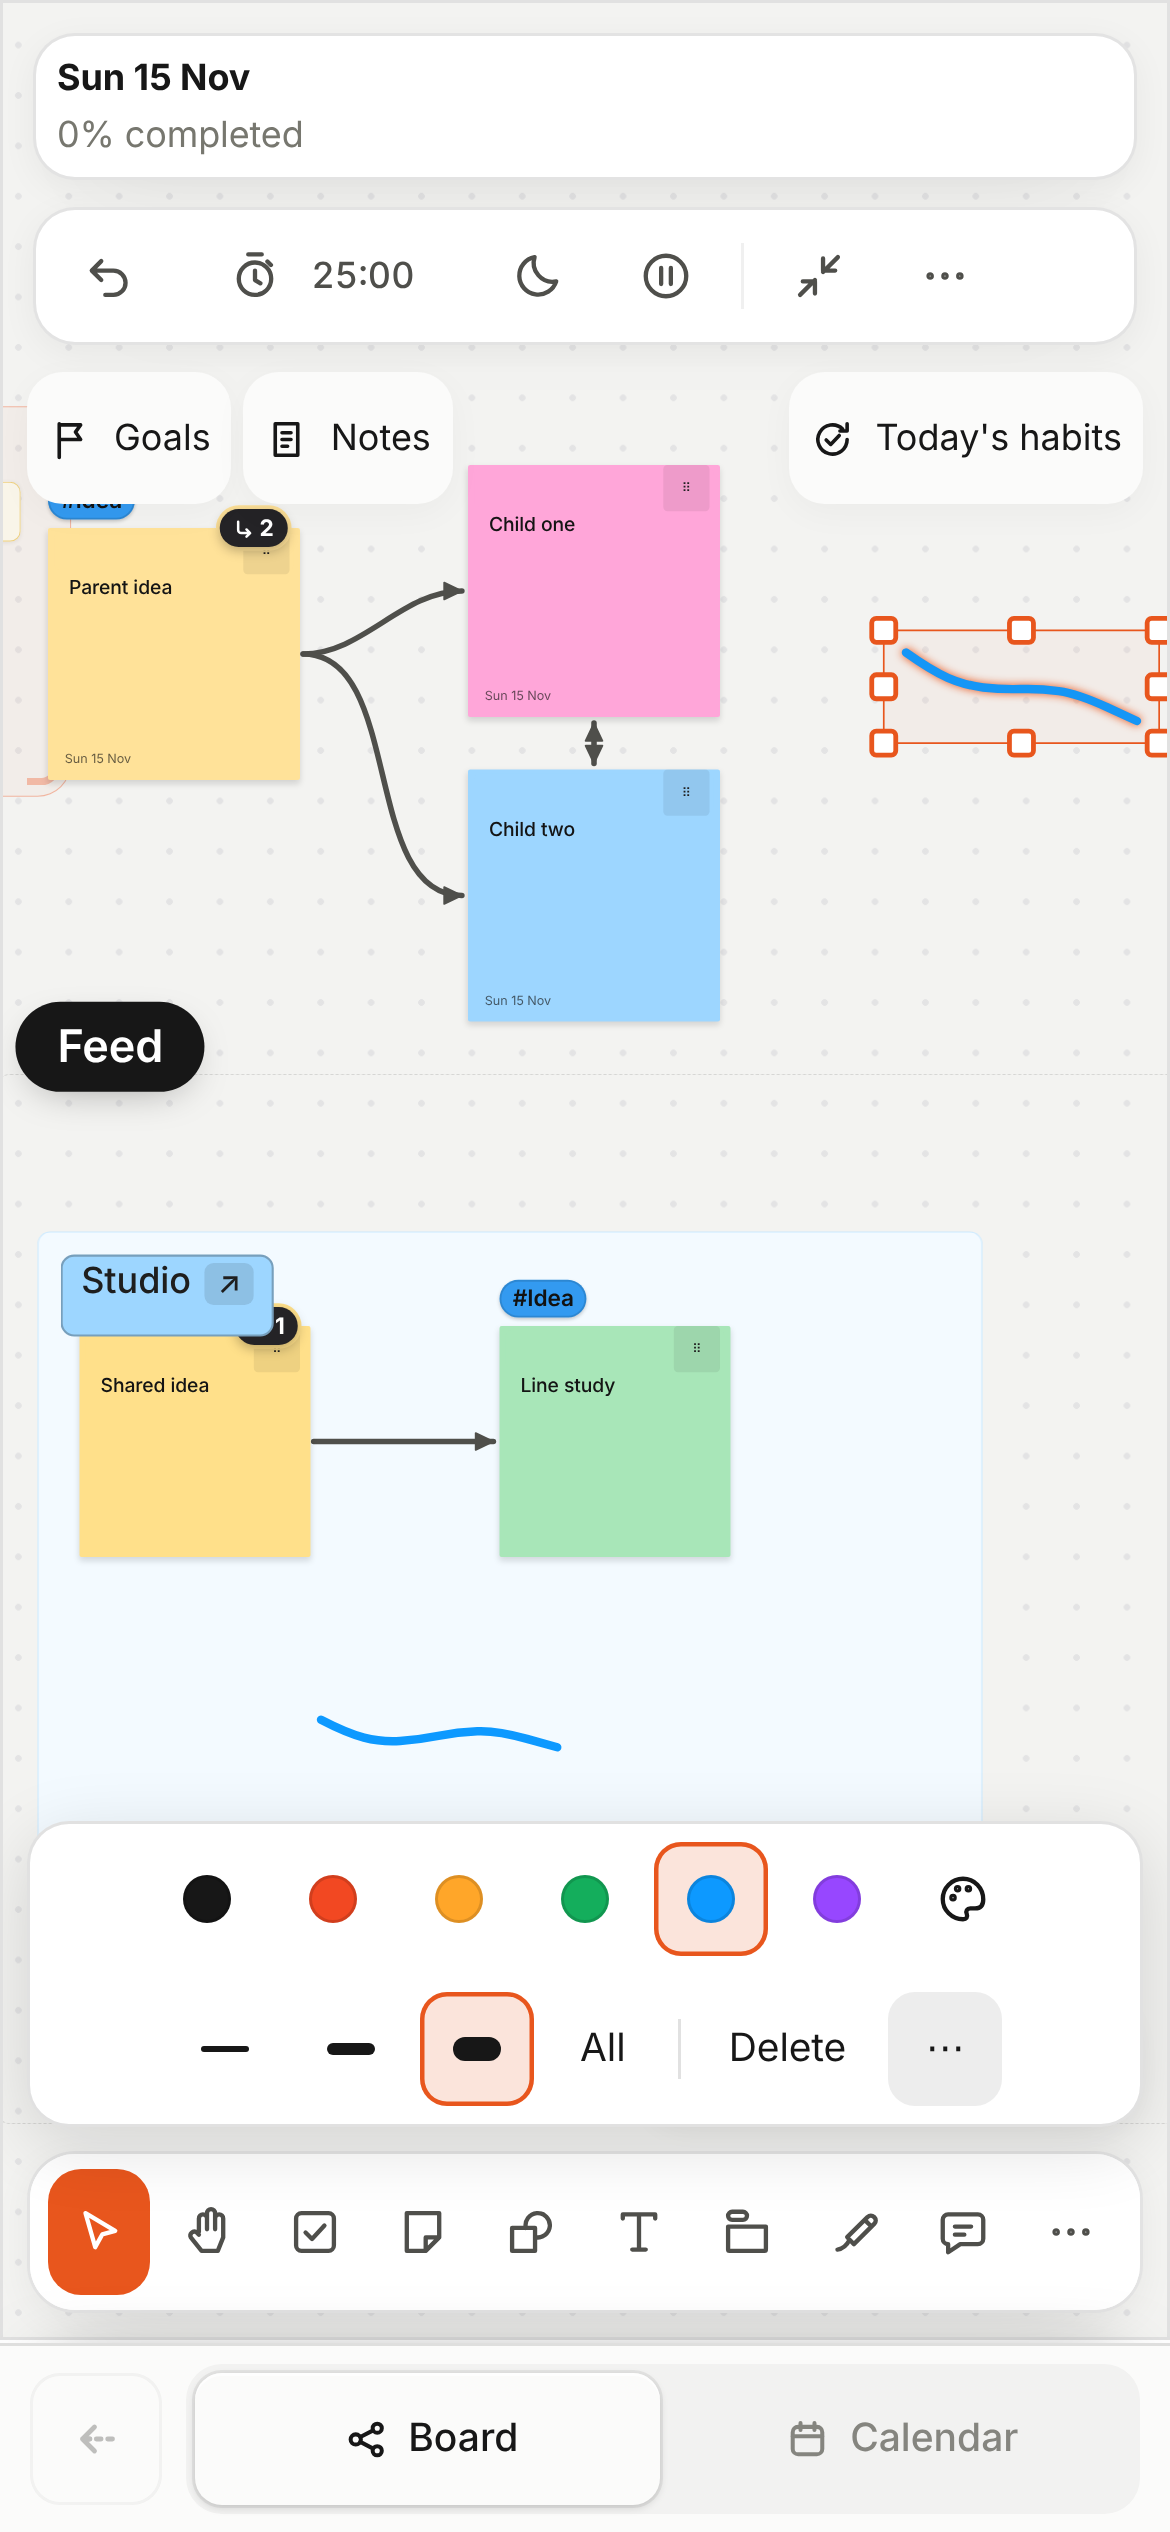 Sun 15 Nov
0% completed
25:00
Goals
Notes
Today's habits
#Idea
2
Parent idea
Sun 15 Nov
Child one
Sun 15 Nov
Child two
Sun 15 Nov
Feed
Studio
1
#Idea
Shared idea
Line study
All
Delete
Board
Calendar